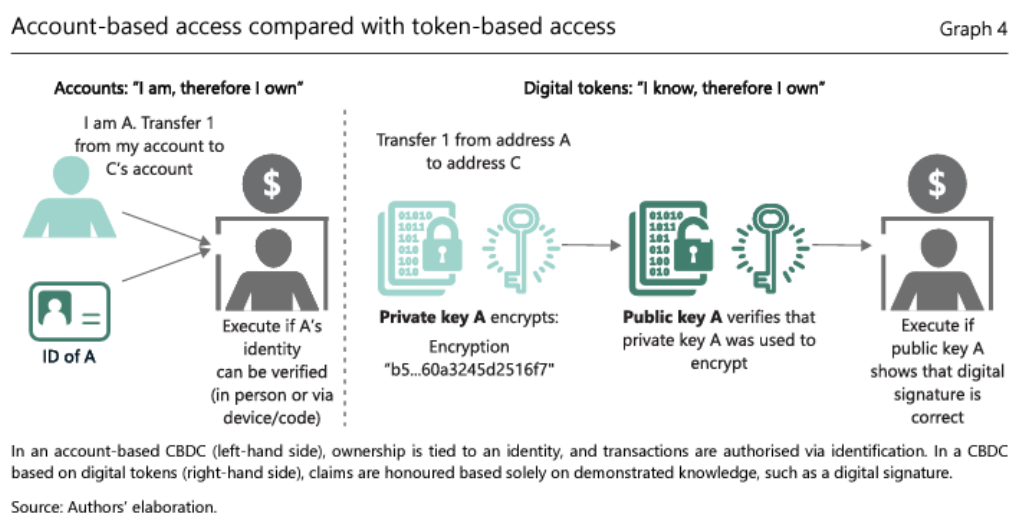 Account-based access compared with token-based access
Graph 4
Accounts: "I am, therefore I own"
I am A. Transfer 1
from my account to
C's account
$
ID of A
Execute if A's
identity
can be verified
(in person or via
device/code)
Digital tokens: "I know, therefore I own"
Transfer 1 from address A
to address C
01010
1011
101
010
100
010
Private key A encrypts:
Encryption
"b5...60a3245d2516f7"
01010
1011
101
010
100
010
Public key A verifies that
private key A was used to
encrypt
$
Execute if
public key A
shows that digital
signature is
correct
In an account-based CBDC (left-hand side), ownership is tied to an identity, and transactions are authorised via identification. In a CBDC
based on digital tokens (right-hand side), claims are honoured based solely on demonstrated knowledge, such as a digital signature.
Source: Authors' elaboration.